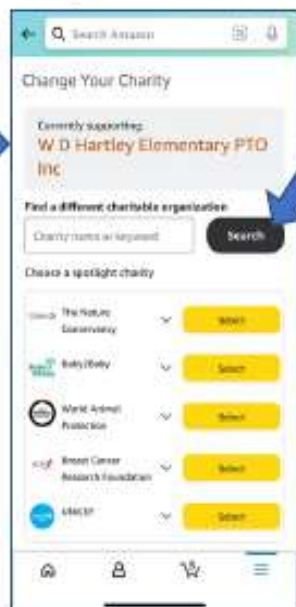 Search Amazon
Change Your Charity
Currently supporting:
W D Hartley Elementary PTO
Inc
Find a different charitable organization
Charity name or keyword
Search
Choose a spotlight charity
The Nature
Conservancy
Select
Baby2Baby
Select
World Animal
Protection
Select
Breast Cancer
Research Foundation
Select
UNICEF
Select